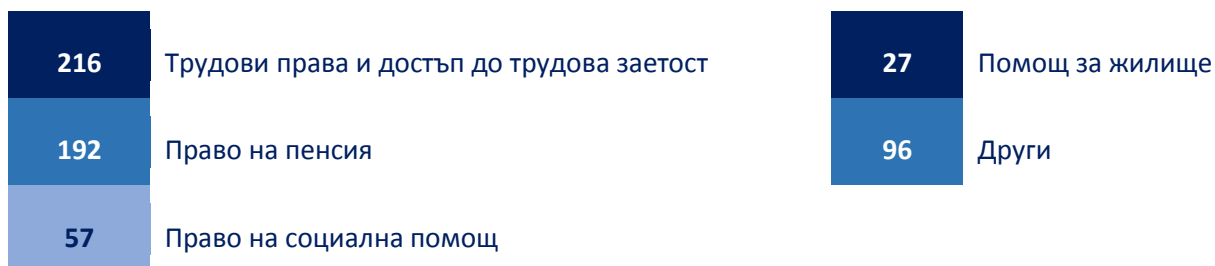 216 Трудови права и достъп до трудова заетост
192 Право на пенсия
57 Право на социална помощ
27 Помощ за жилище
96 Други